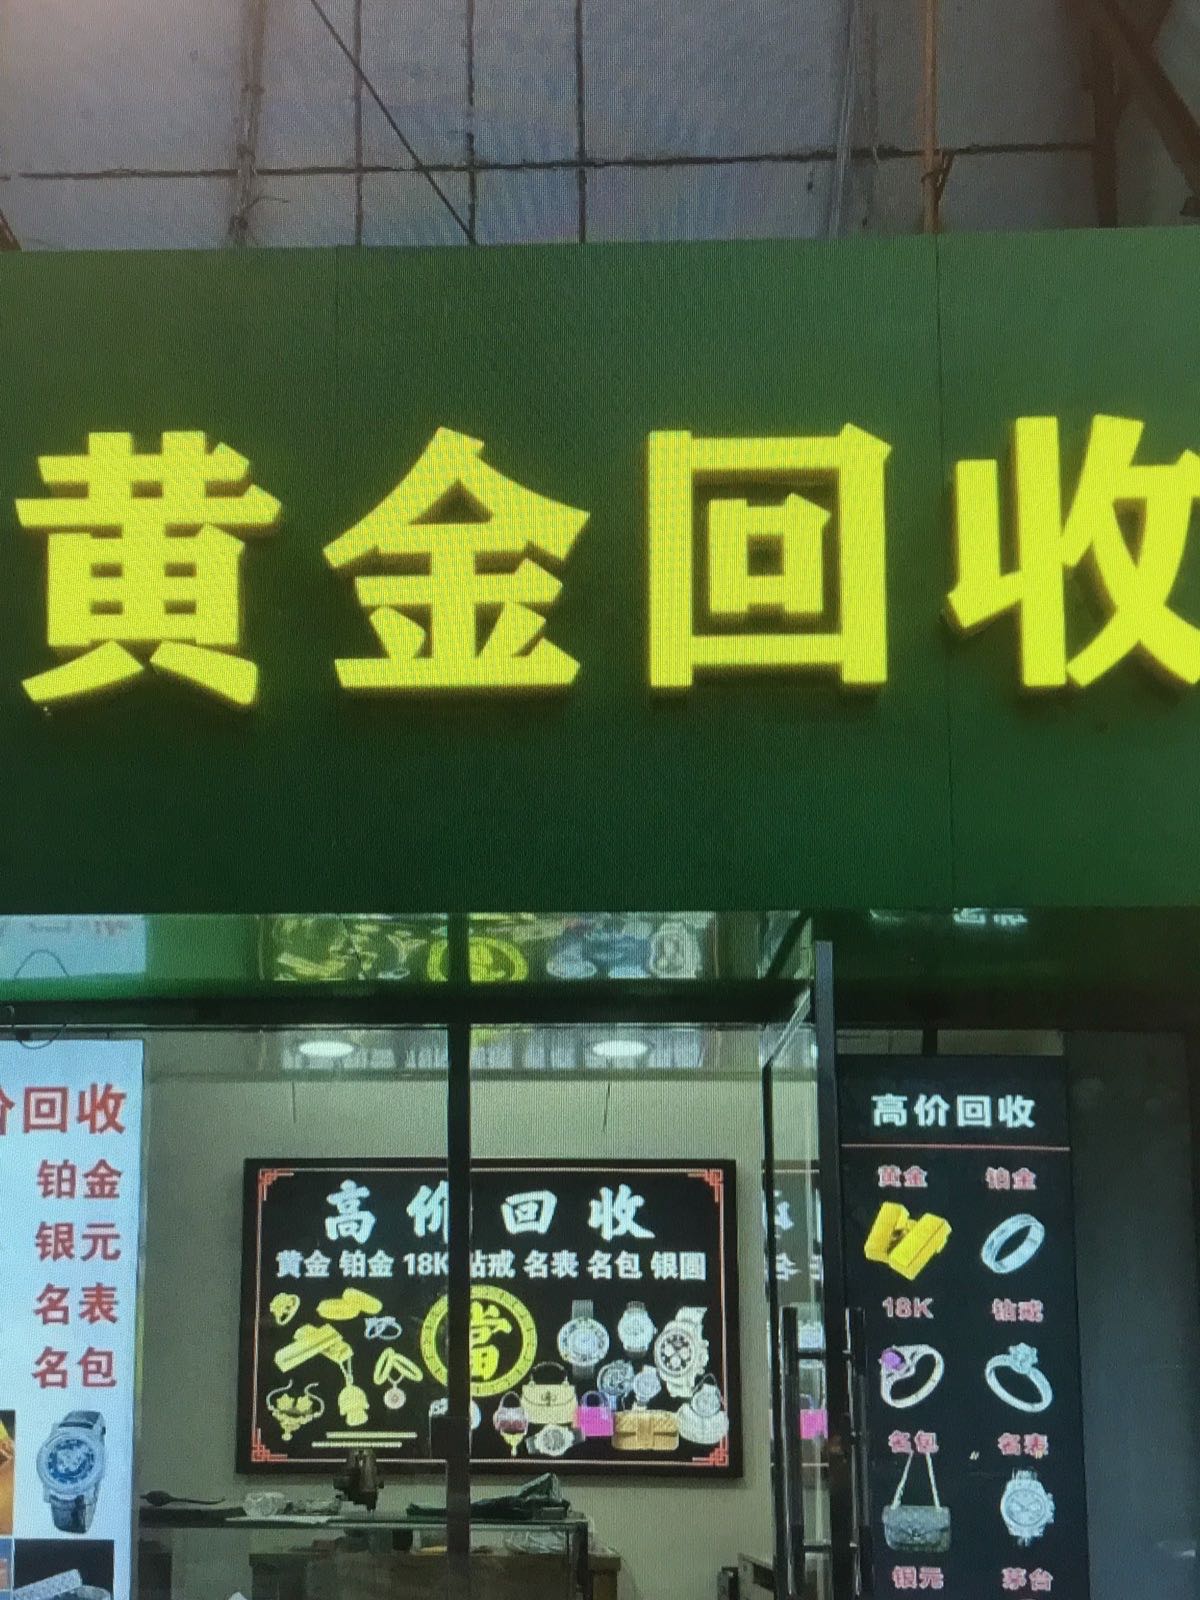 黄金回收
价回收
铂金
银元
名表
名包
高价回收
黄金 铂金 18K 钻戒 名表 名包 银圆
當
高价回收
黄金 铂金
18K 钻戒
名包 名表
银元 茅台